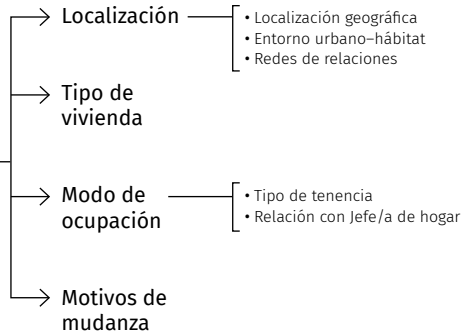 Localización
• Localización geográfica
• Entorno urbano–hábitat
• Redes de relaciones
Tipo de
vivienda
Modo de
ocupación
• Tipo de tenencia
• Relación con Jefe/a de hogar
Motivos de
mudanza